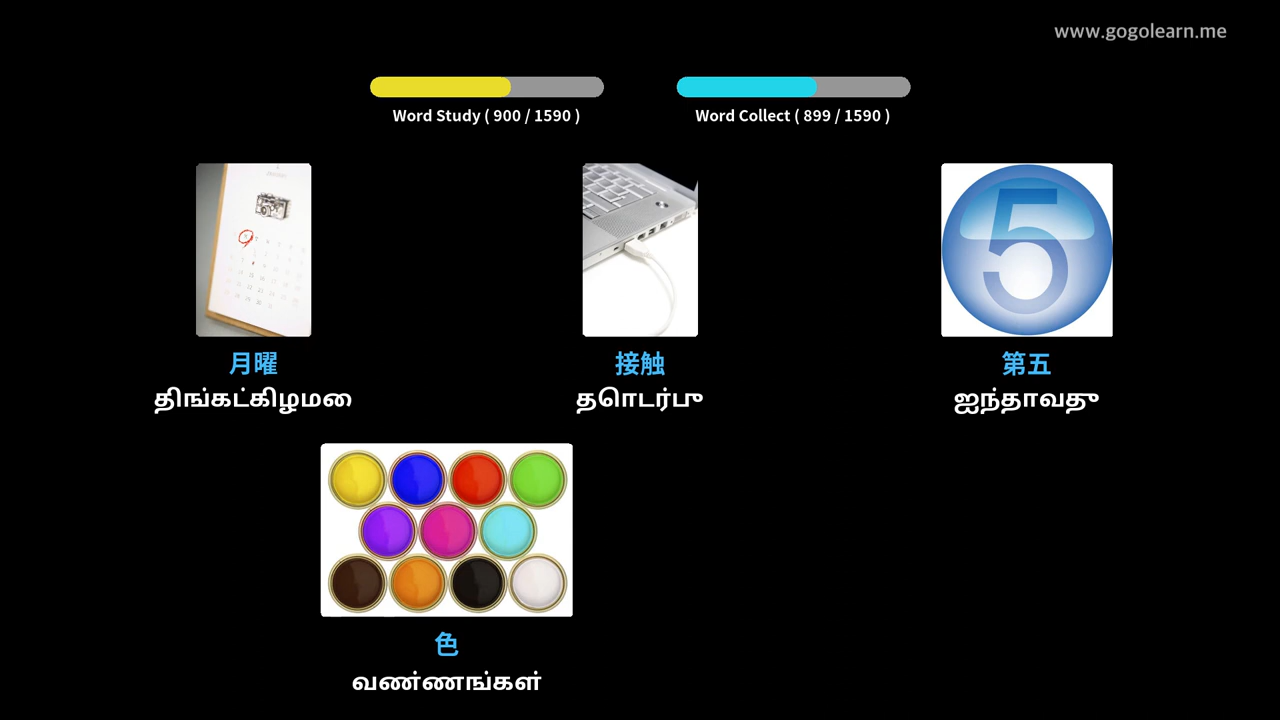 www.gogolearn.me
Word Study ( 900 / 1590 )
Word Collect ( 899 / 1590 )
5
月曜
接触
第五
திங்கட்கிழமை
தொடர்பு
ஐந்தாவது
色
வண்ணங்கள்